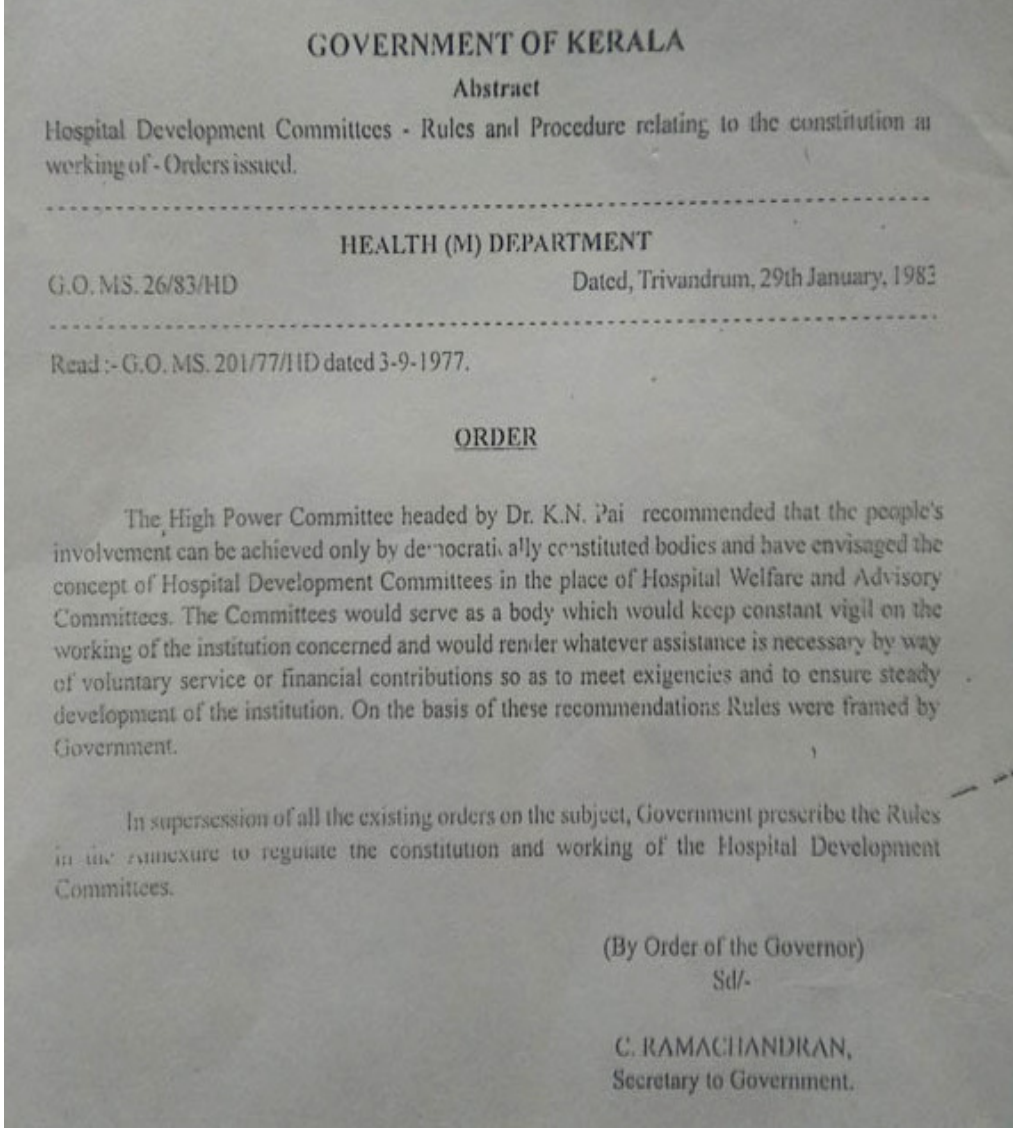 GOVERNMENT OF KERALA
Abstract
Hospital Development Committees - Rules and Procedure relating to the constitution
working of - Orders issued.
HEALTH (M) DEPARTMENT
G.O. MS. 26/83/HD Dated, Trivandrum, 29th January, 1983
Read :- G.O. MS. 201/77/HD dated 3-9-1977.
ORDER
The High Power Committee headed by Dr. K.N. Pai recommended that the people's
involvement can be achieved only by democratically constituted bodies and have envisaged the
concept of Hospital Development Committees in the place of Hospital Welfare and Advisory
Committees. The Committees would serve as a body which would keep constant vigil on the
working of the institution concerned and would render whatever assistance is necessary by way
of voluntary service or financial contributions so as to meet exigencies and to ensure steady
development of the institution. On the basis of these recommendations Rules were framed by
Government.
In supersession of all the existing orders on the subject, Government prescribe the Rules
in the Annexure to regulate the constitution and working of the Hospital Development
Committees.
(By Order of the Governor)
Sd/-
C. RAMACHANDRAN,
Secretary to Government.